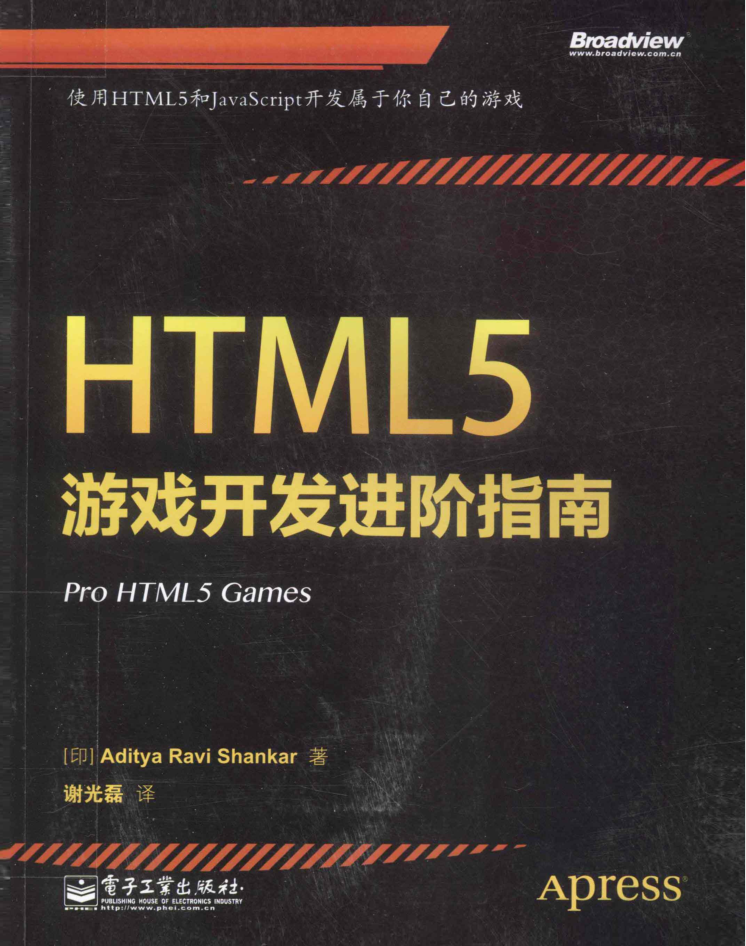 Broadview®
www.broadview.com.cn
使用HTML5和JavaScript开发属于你自己的游戏
HTML5
游戏开发进阶指南
Pro HTML5 Games
[印] Aditya Ravi Shankar 著
谢光磊 译
電子工業出版社·
PUBLISHING HOUSE OF ELECTRONICS INDUSTRY
PHEI http://www.phei.com.cn
Apress®